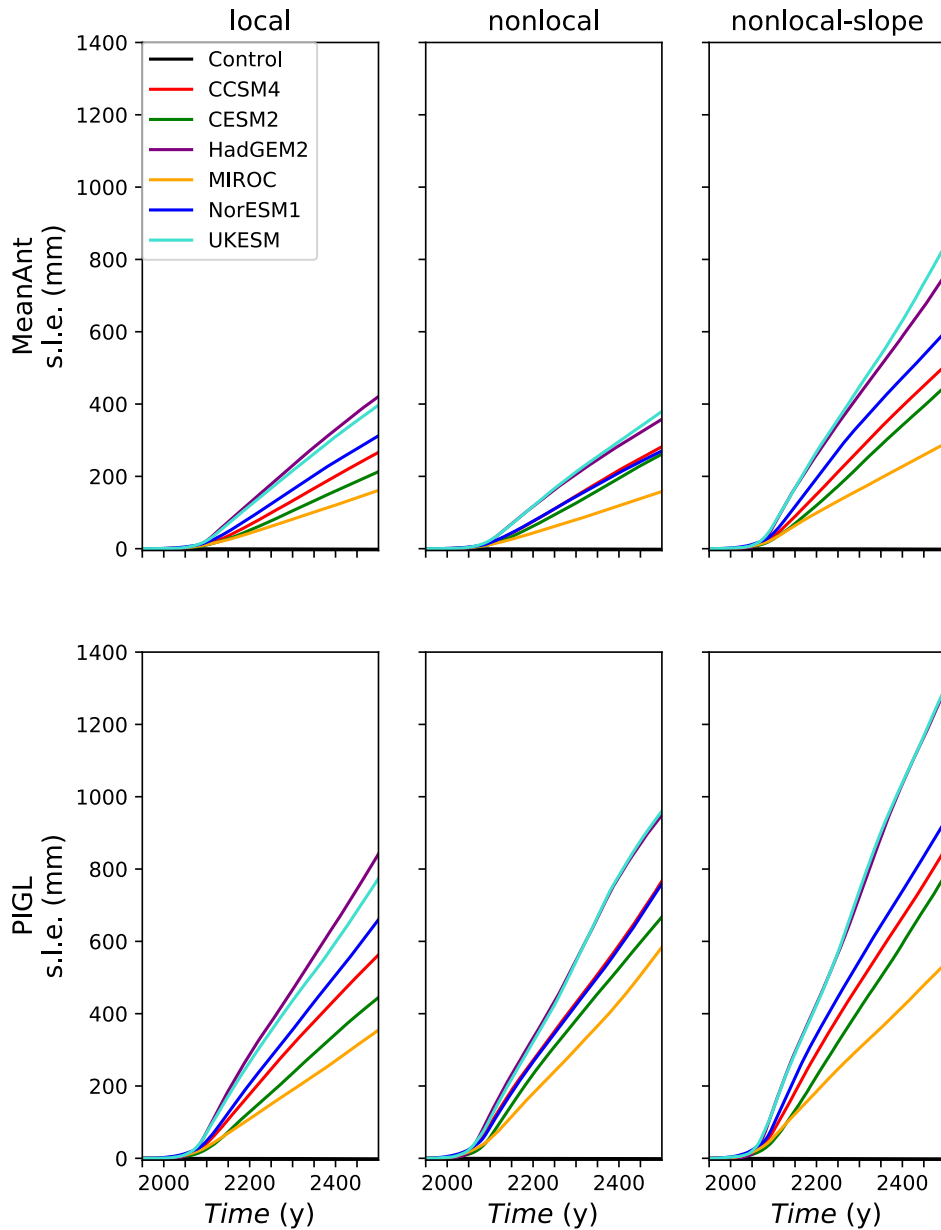 local nonlocal nonlocal-slope
1400
1200
1000
800
600
400
200
0
MeanAnt
s.l.e. (mm)
Control
CCSM4
CESM2
HadGEM2
MIROC
NorESM1
UKESM
1400
1200
1000
800
600
400
200
0
PIGL
s.l.e. (mm)
2000 2200 2400 2000 2200 2400 2000 2200 2400
Time (y) Time (y) Time (y)